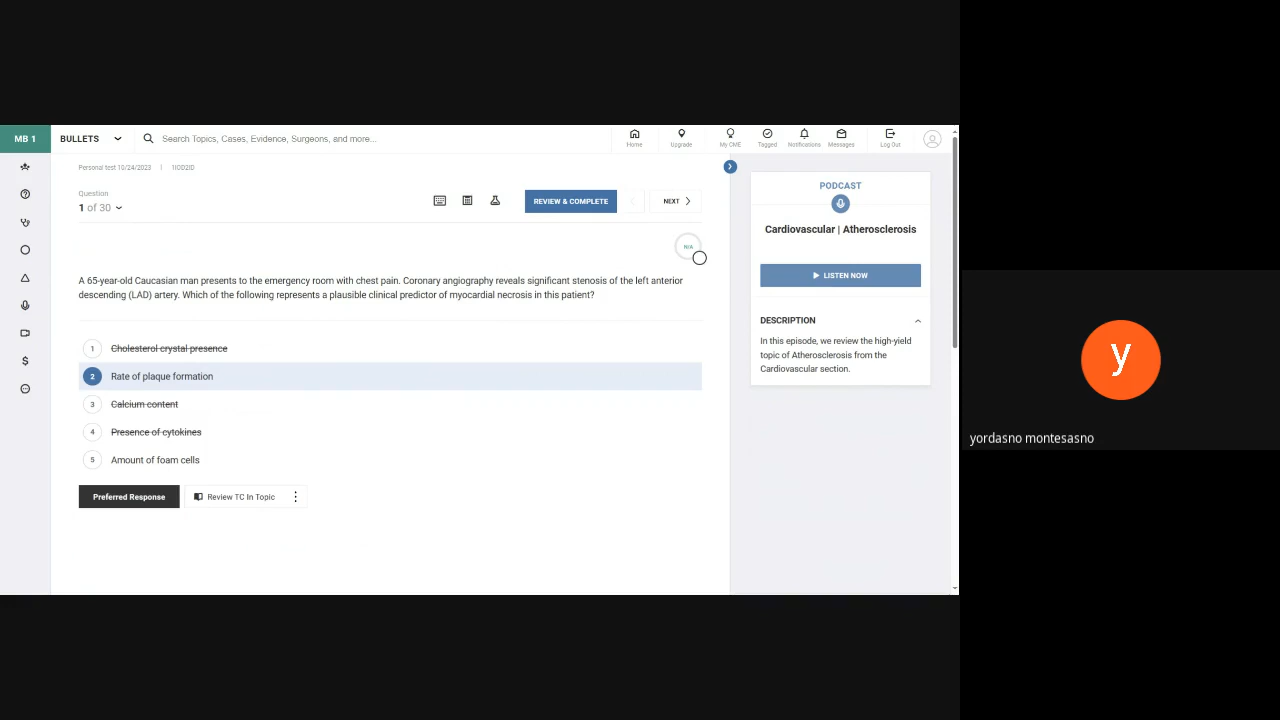 MB 1
BULLETS
Search Topics, Cases, Evidence, Surgeons, and more...
Home
Upgrade
My CME
Tagged
Notifications
Messages
Log Out
Personal test 10/24/2023 |
Question
1 of 30
REVIEW & COMPLETE
NEXT
N/A
A 65-year-old Caucasian man presents to the emergency room with chest pain. Coronary angiography reveals significant stenosis of the left anterior
descending (LAD) artery. Which of the following represents a plausible clinical predictor of myocardial necrosis in this patient?
1 Cholesterol crystal presence
2 Rate of plaque formation
3 Calcium content
4 Presence of cytokines
5 Amount of foam cells
Preferred Response
Review TC In Topic
PODCAST
Cardiovascular | Atherosclerosis
LISTEN NOW
DESCRIPTION
In this episode, we review the high-yield
topic of Atherosclerosis from the
Cardiovascular section.
y
yordasno montesasno